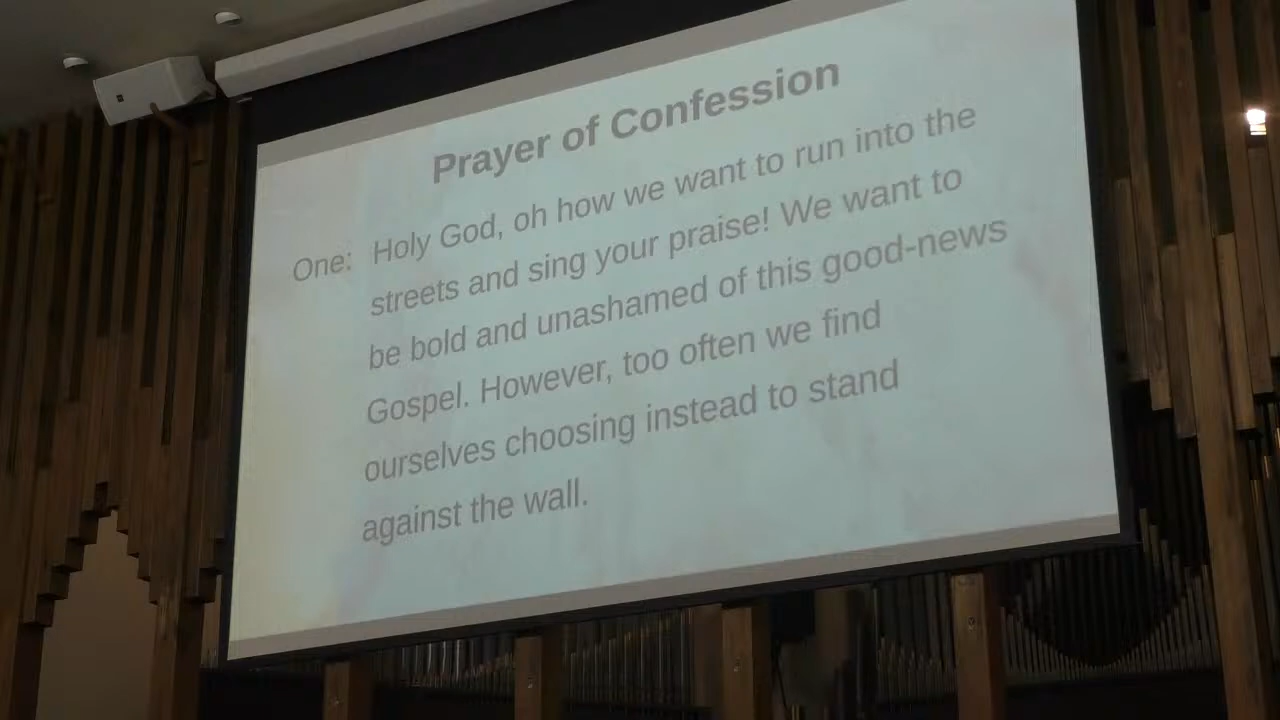 Prayer of Confession
One: Holy God, oh how we want to run into the
streets and sing your praise! We want to
be bold and unashamed of this good-news
Gospel. However, too often we find
ourselves choosing instead to stand
against the wall.